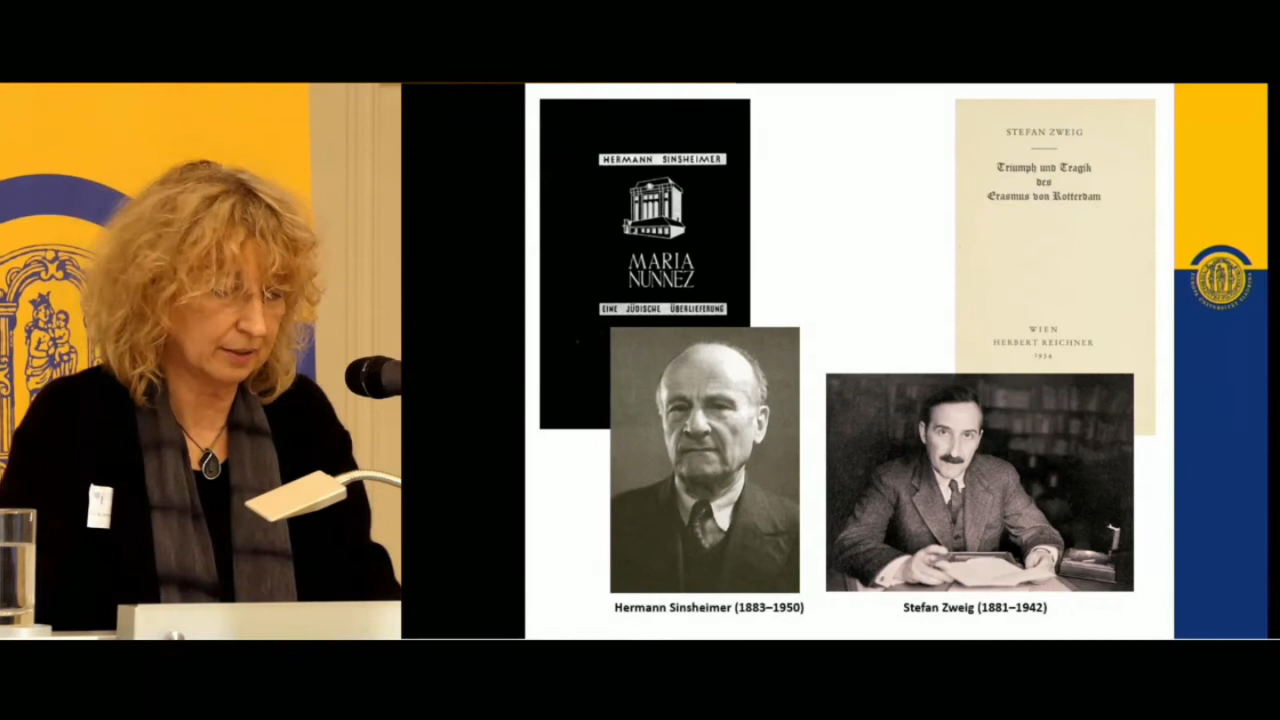 HERMANN SINSHEIMER
MARIA
NUNNEZ
EINE JÜDISCHE ÜBERLIEFERUNG
Hermann Sinsheimer (1883–1950)
STEFAN ZWEIG
Triumph und Tragik
des
Erasmus von Rotterdam
WIEN
HERBERT REICHNER
1934
Stefan Zweig (1881–1942)